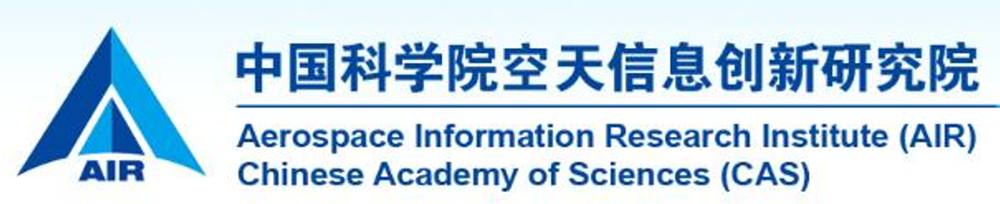 中国科学院空天信息创新研究院
Aerospace Information Research Institute (AIR)
Chinese Academy of Sciences (CAS)
AIR